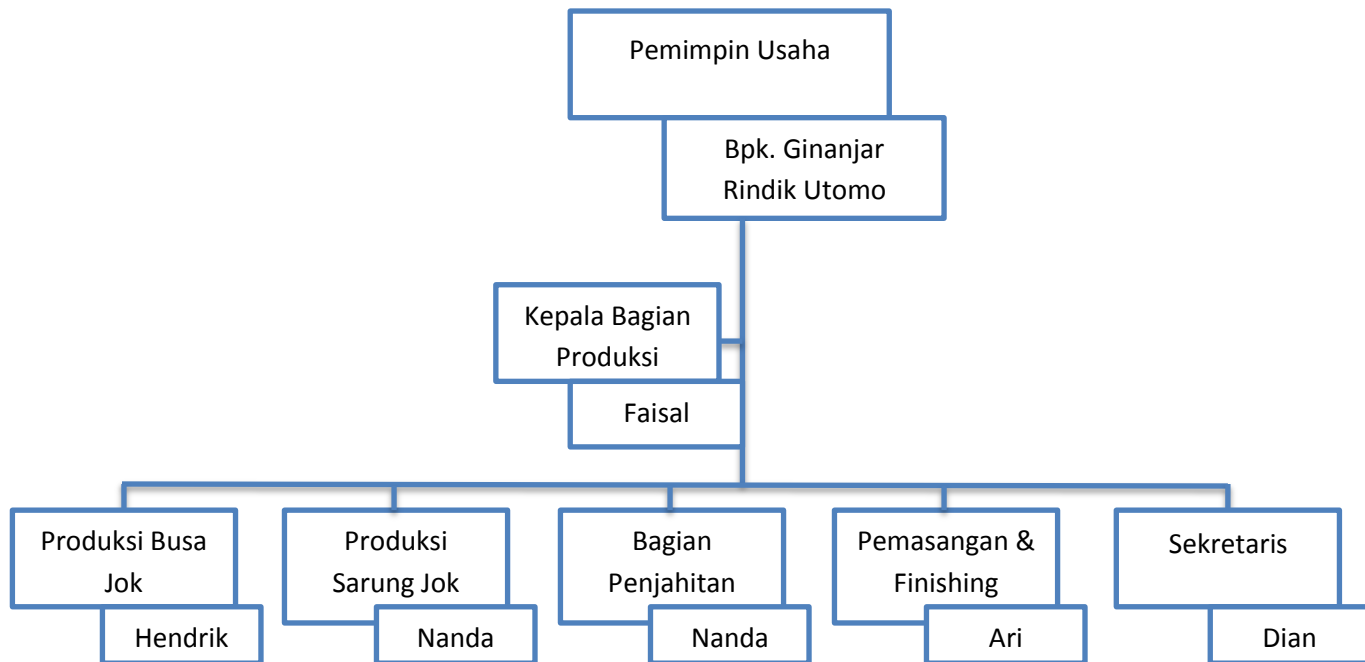 Pemimpin Usaha
Bpk. Ginanjar
Rindik Utomo
Kepala Bagian
Produksi
Faisal
Produksi Busa
Jok
Hendrik
Produksi
Sarung Jok
Nanda
Bagian
Penjahitan
Nanda
Pemasangan &
Finishing
Ari
Sekretaris
Dian